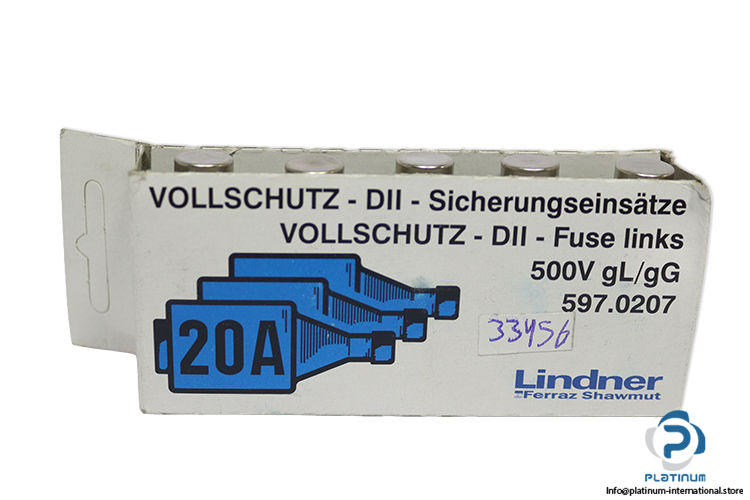 VOLLSCHUTZ - DII - Sicherungseinsätze
VOLLSCHUTZ - DII - Fuse links
500V gL/gG
597.0207
33456
20A
Lindner
Ferraz Shawmut
PLATINUM
Info@platinum-international.store